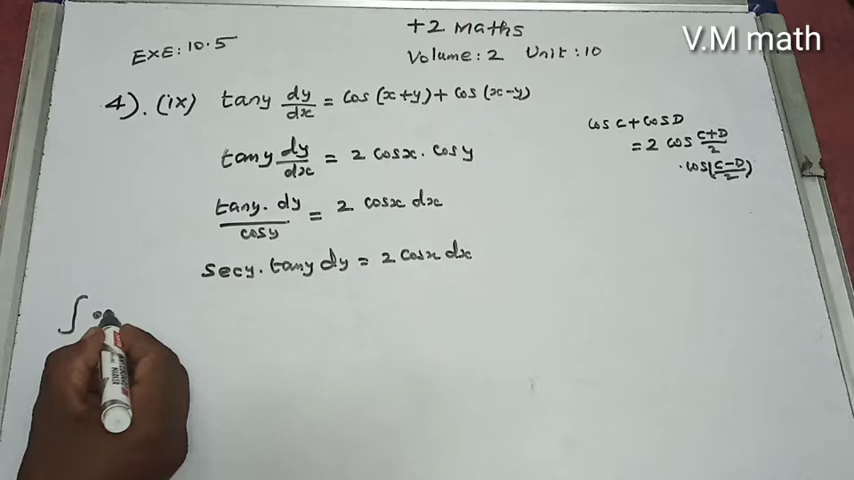 +2 Maths
V.M math
EXE: 10.5
Volume: 2 Unit: 10
4). (ix) tany dy/dx = cos (x+y) + cos (x-y)
cos C + cos D
= 2 cos (C+D)/2
. cos((C-D)/2)
tany dy/dx = 2 cosx . cosy
tany. dy/cosy = 2 cosx dx
secy. tany dy = 2 cosx dx
∫